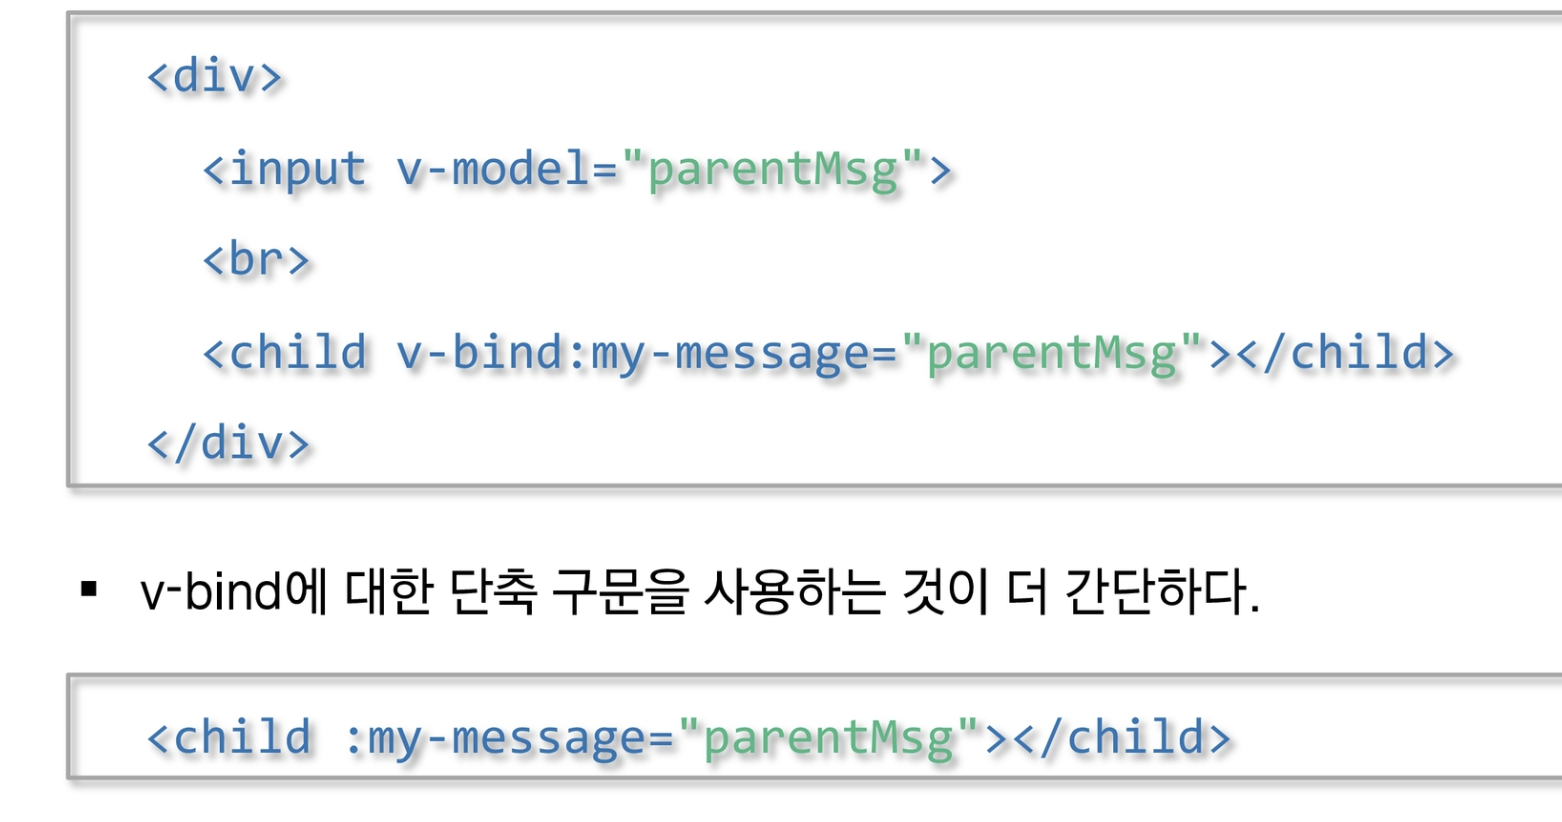 <div>
<input v-model="parentMsg">
<br>
<child v-bind:my-message="parentMsg"></child>
</div>
▪ v-bind에 대한 단축 구문을 사용하는 것이 더 간단하다.
<child :my-message="parentMsg"></child>